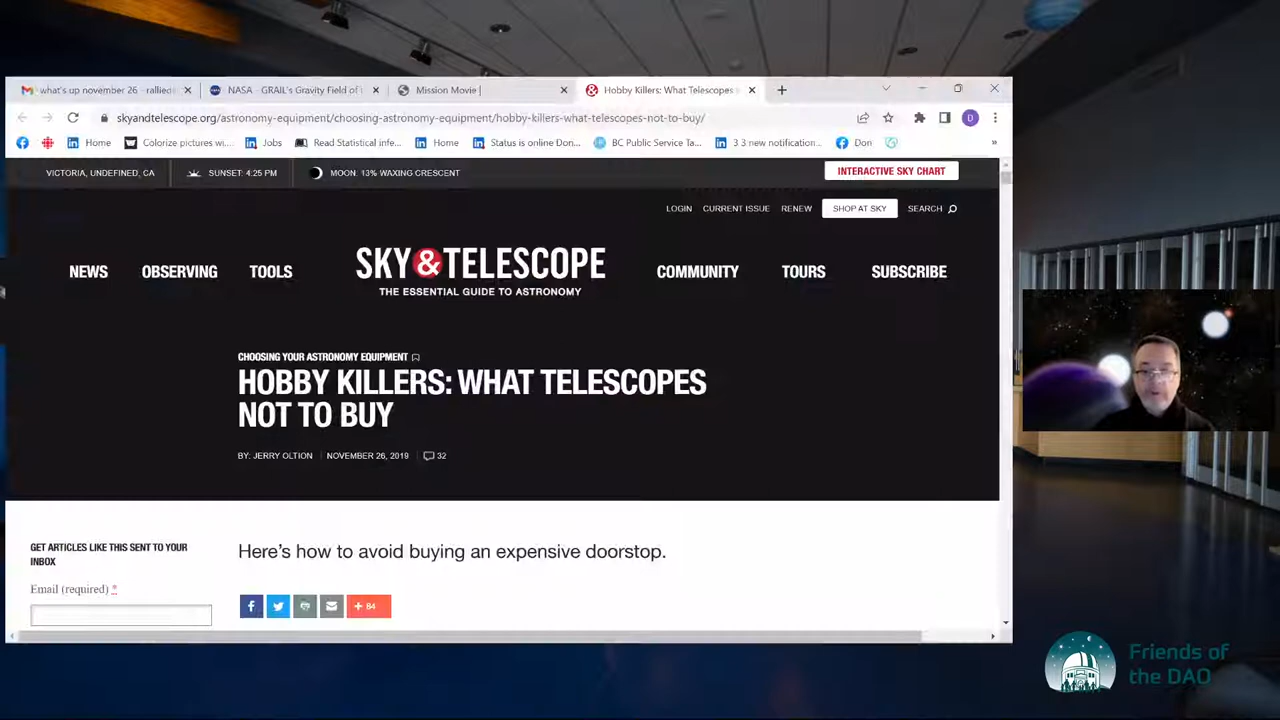 what's up november 26 - rallied
NASA - GRAIL's Gravity Field of
Mission Movie |
Hobby Killers: What Telescopes
skyandtelescope.org/astronomy-equipment/choosing-astronomy-equipment/hobby-killers-what-telescopes-not-to-buy/
D
Home
Colorize pictures wi...
Jobs
Read Statistical infe...
Home
Status is online Don...
BC Public Service Ta...
3 3 new notification...
Don
»
VICTORIA, UNDEFINED, CA
SUNSET: 4:25 PM
MOON: 13% WAXING CRESCENT
INTERACTIVE SKY CHART
LOGIN
CURRENT ISSUE
RENEW
SHOP AT SKY
SEARCH
NEWS
OBSERVING
TOOLS
SKY&TELESCOPE
THE ESSENTIAL GUIDE TO ASTRONOMY
COMMUNITY
TOURS
SUBSCRIBE
CHOOSING YOUR ASTRONOMY EQUIPMENT
HOBBY KILLERS: WHAT TELESCOPES
NOT TO BUY
BY: JERRY OLTION
NOVEMBER 26, 2019
32
GET ARTICLES LIKE THIS SENT TO YOUR
INBOX
Email (required) *
Here's how to avoid buying an expensive doorstop.
84
Friends of
the DAO